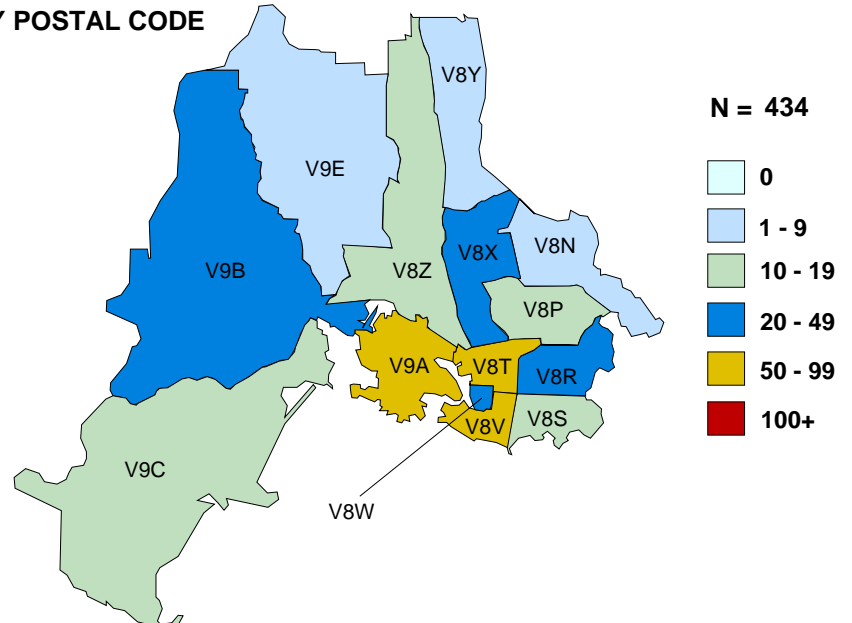 Y POSTAL CODE
V8Y
N = 434
V9E
0
1 - 9
V8N
V8X
V9B
V8Z
10 - 19
V8P
20 - 49
V9A
V8T
V8R
50 - 99
V8V
V8S
100+
V9C
V8W